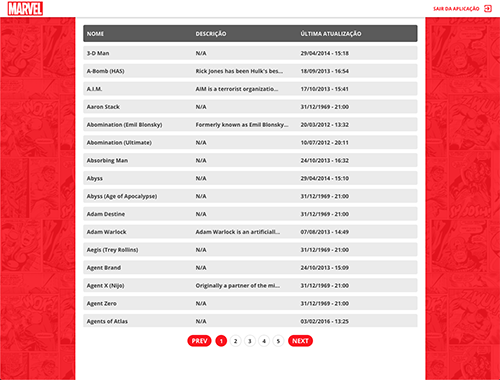 MARVEL
SAIR DA APLICAÇÃO
NOME DESCRIÇÃO ÚLTIMA ATUALIZAÇÃO
3-D Man N/A 29/04/2014 - 15:18
A-Bomb (HAS) Rick Jones has been Hulk's bes... 18/09/2013 - 16:54
A.I.M. AIM is a terrorist organizatio... 17/10/2013 - 15:41
Aaron Stack N/A 31/12/1969 - 21:00
Abomination (Emil Blonsky) Formerly known as Emil Blonsky... 20/03/2012 - 13:32
Abomination (Ultimate) N/A 10/07/2012 - 20:11
Absorbing Man N/A 24/10/2013 - 16:32
Abyss N/A 29/04/2014 - 15:10
Abyss (Age of Apocalypse) N/A 31/12/1969 - 21:00
Adam Destine N/A 31/12/1969 - 21:00
Adam Warlock Adam Warlock is an artificiall... 07/08/2013 - 14:49
Aegis (Trey Rollins) N/A 31/12/1969 - 21:00
Agent Brand N/A 24/10/2013 - 15:09
Agent X (Nijo) Originally a partner of the mi... 31/12/1969 - 21:00
Agent Zero N/A 31/12/1969 - 21:00
Agents of Atlas N/A 03/02/2016 - 13:25
PREV 1 2 3 4 5 NEXT